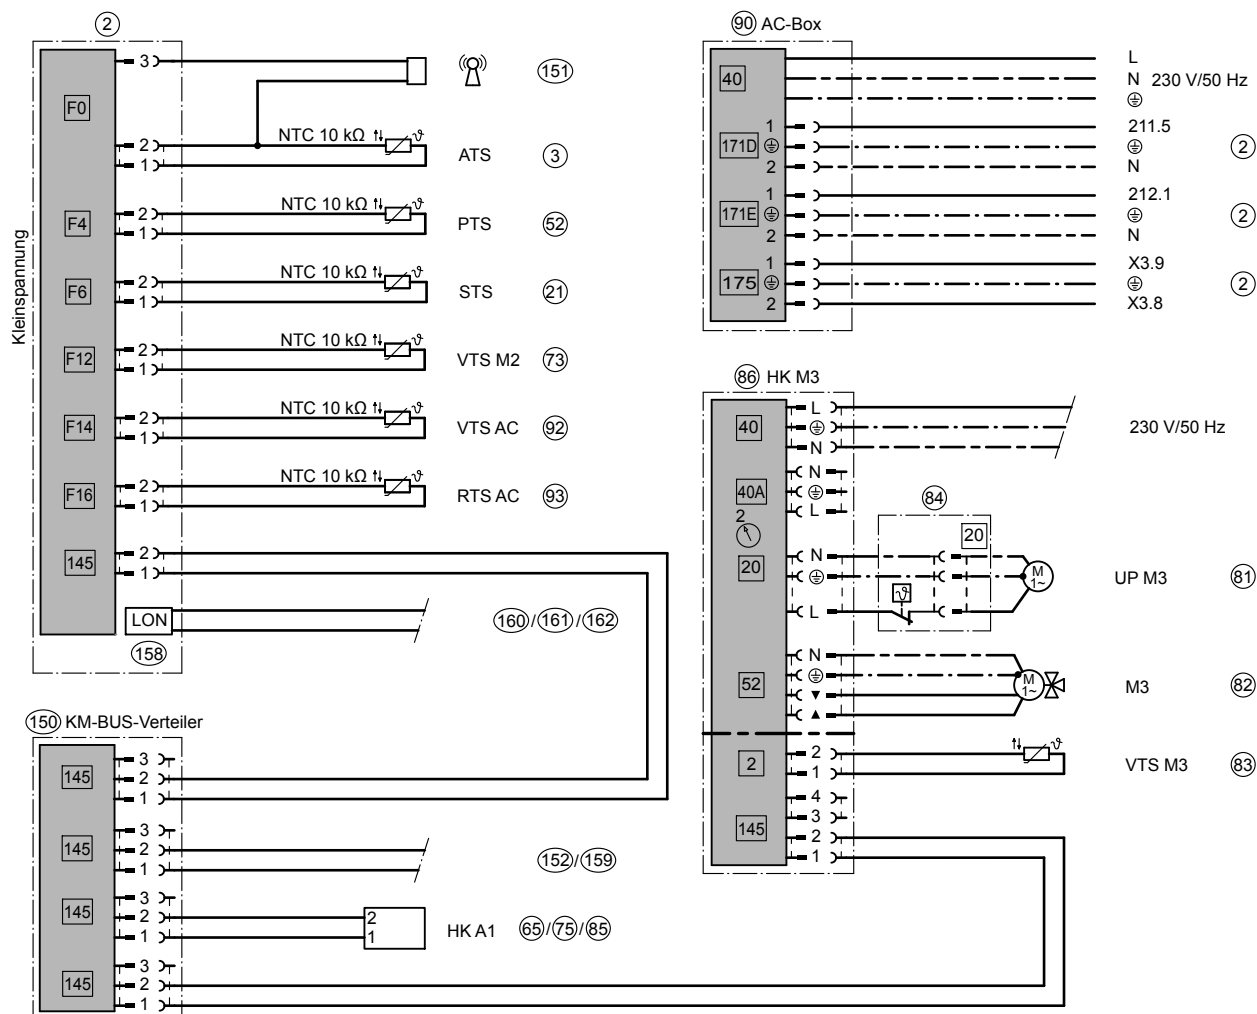 2
Kleinspannung
3
151
F0
2 NTC 10 kΩ ϑ
1
ATS 3
F4
2 NTC 10 kΩ ϑ
1
PTS 52
F6
2 NTC 10 kΩ ϑ
1
STS 21
F12
2 NTC 10 kΩ ϑ
1
VTS M2 73
F14
2 NTC 10 kΩ ϑ
1
VTS AC 92
F16
2 NTC 10 kΩ ϑ
1
RTS AC 93
145
2
1
LON
158
160/161/162
150 KM-BUS-Verteiler
145
3
2
1
145
3
2
1
152/159
145
3
2 2
1 1
HK A1 65/75/85
145
3
2
1
90 AC-Box
40
L
N 230 V/50 Hz
171D
1 211.5
2
2 N
171E
1 212.1
2
2 N
175
1 X3.9
2
2 X3.8
86 HK M3
40
L
N
230 V/50 Hz
40A
N
L
2
84
20
20
N
L
ϑ
M
1~
UP M3 81
52
N
▼
▲
M
1~
M3 82
2
2 ϑ
1
VTS M3 83
145
4
3
2
1